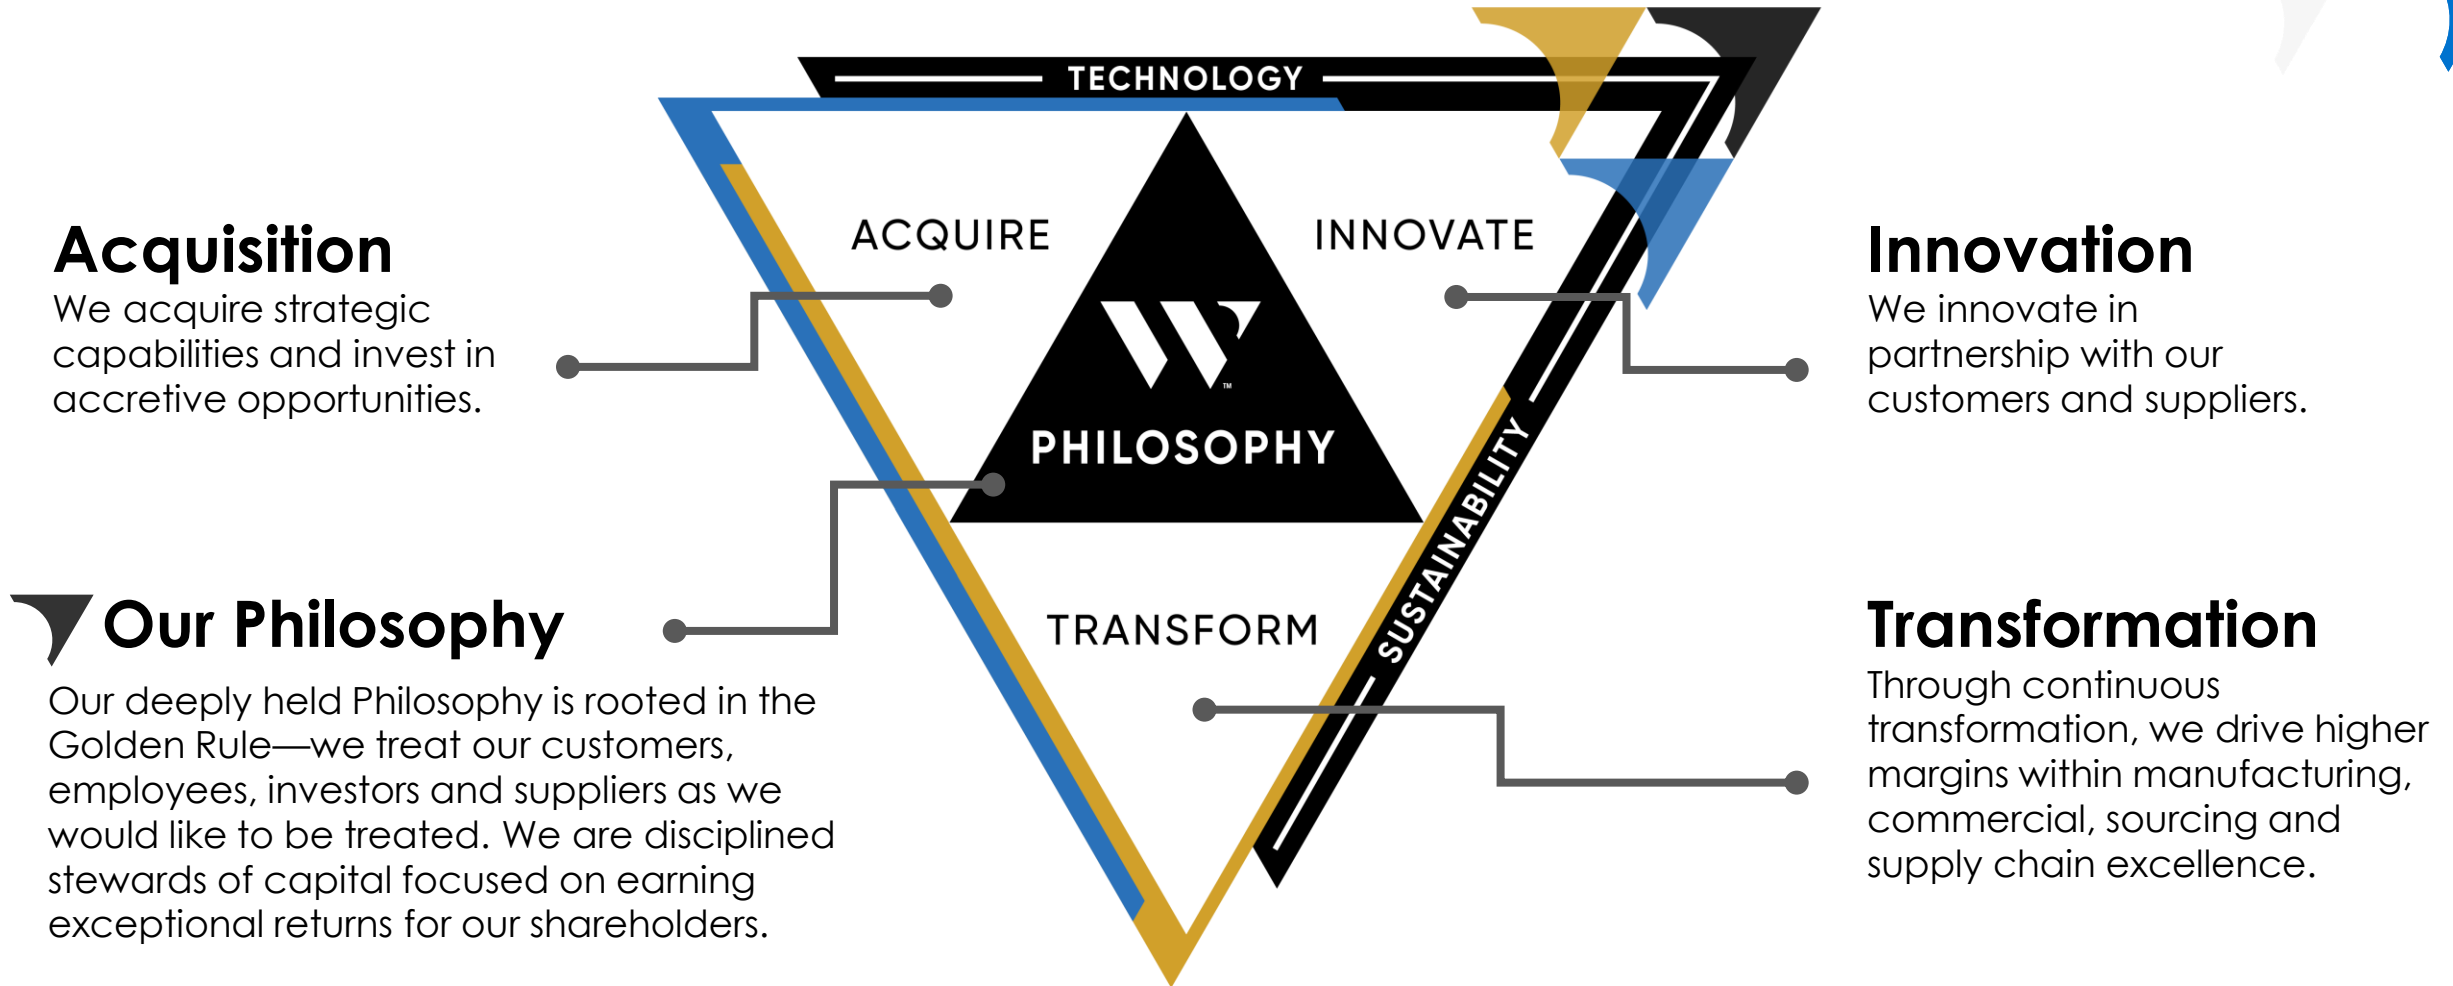 TECHNOLOGY
ACQUIRE
INNOVATE
W
™
PHILOSOPHY
TRANSFORM
SUSTAINABILITY
Acquisition
We acquire strategic
capabilities and invest in
accretive opportunities.
Our Philosophy
Our deeply held Philosophy is rooted in the
Golden Rule—we treat our customers,
employees, investors and suppliers as we
would like to be treated. We are disciplined
stewards of capital focused on earning
exceptional returns for our shareholders.
Innovation
We innovate in
partnership with our
customers and suppliers.
Transformation
Through continuous
transformation, we drive higher
margins within manufacturing,
commercial, sourcing and
supply chain excellence.